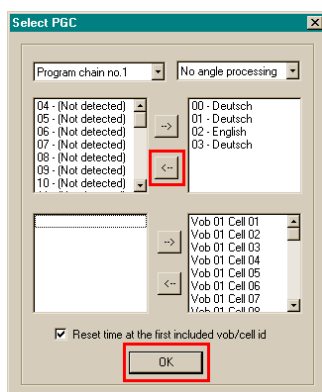 Select PGC
Program chain no.1
No angle processing
04 - (Not detected)
05 - (Not detected)
06 - (Not detected)
07 - (Not detected)
08 - (Not detected)
09 - (Not detected)
10 - (Not detected)
-->
<--
00 - Deutsch
01 - Deutsch
02 - English
03 - Deutsch
-->
<--
Vob 01 Cell 01
Vob 01 Cell 02
Vob 01 Cell 03
Vob 01 Cell 04
Vob 01 Cell 05
Vob 01 Cell 06
Vob 01 Cell 07
Vob 01 Cell 08
Reset time at the first included vob/cell id
OK